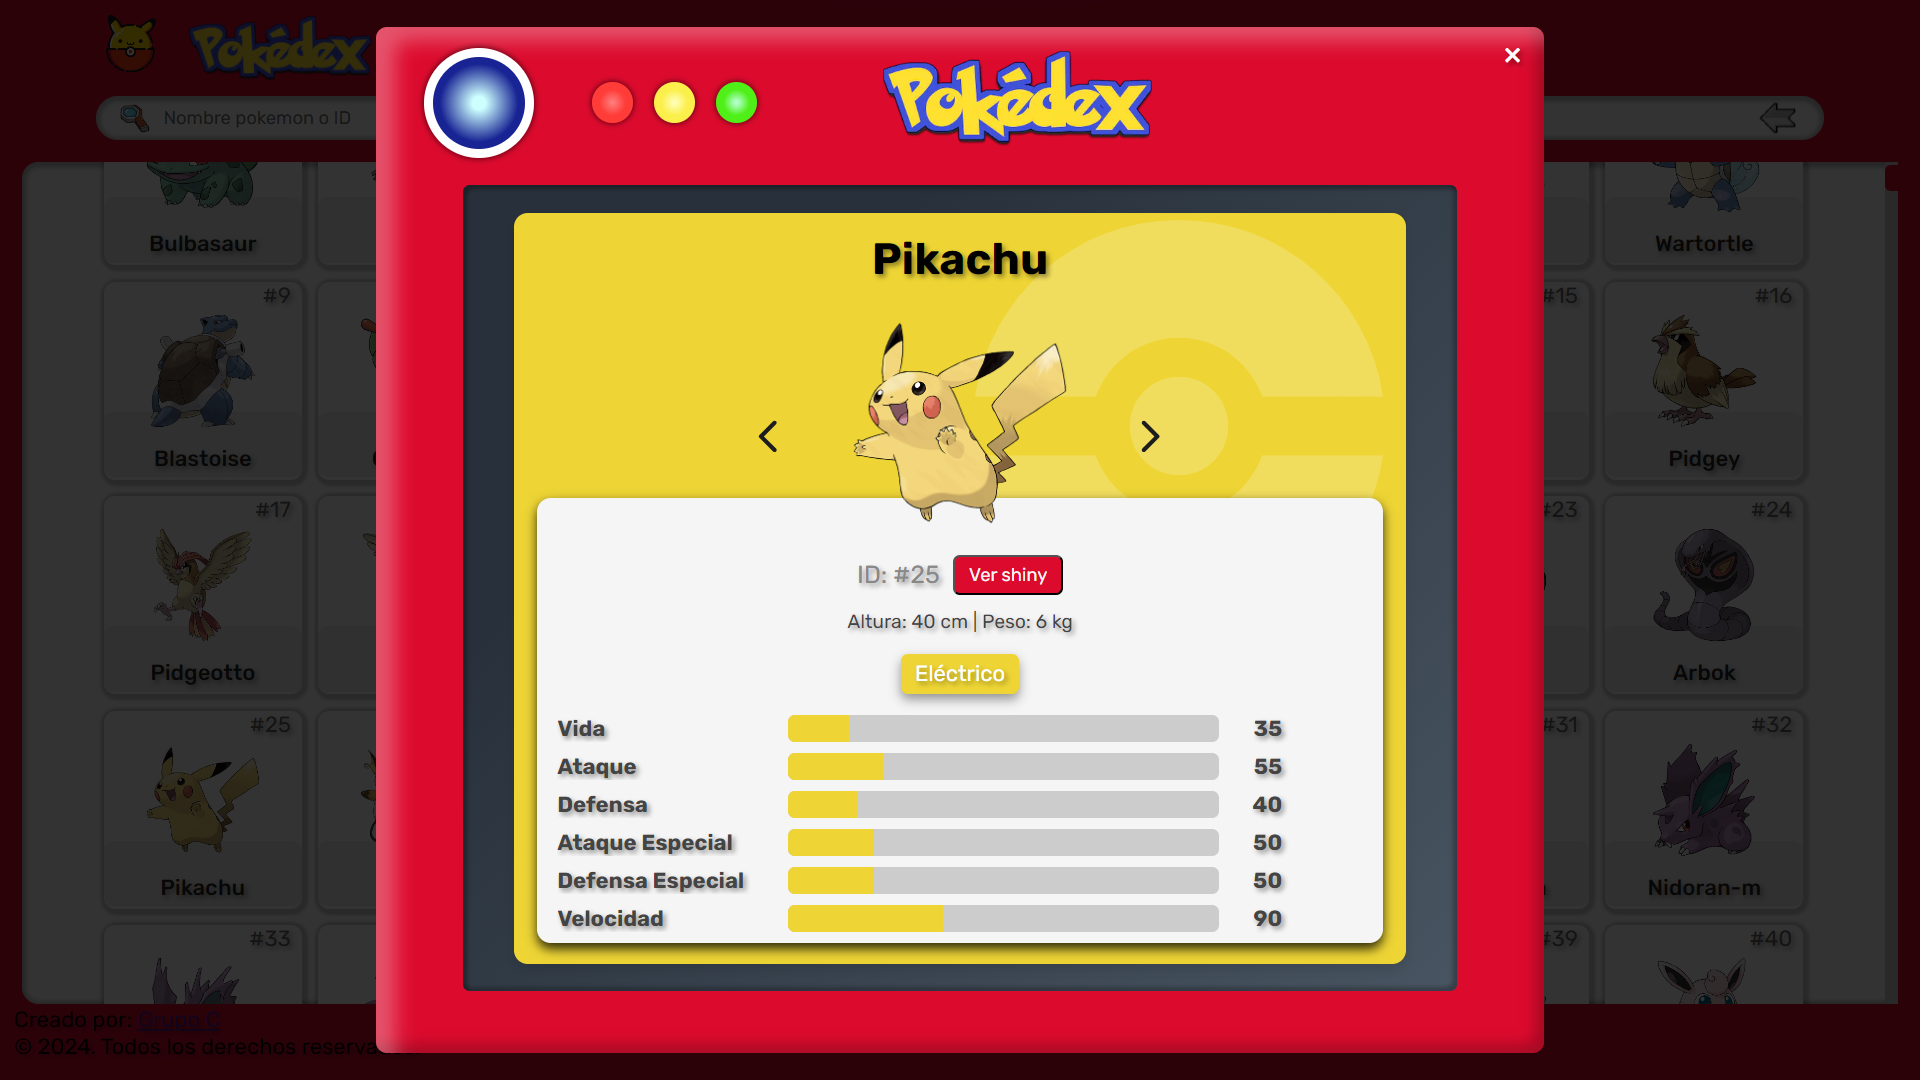 Pokédex
Nombre pokemon o ID
Pokédex
×
Bulbasaur
Wartortle
#9
#15
#16
Blastoise
Pidgey
#17
#23
#24
Pidgeotto
Arbok
#25
#31
#32
Pikachu
Nidoran-m
#33
#39
#40
Pikachu
ID: #25
Ver shiny
Altura: 40 cm | Peso: 6 kg
Eléctrico
Vida 35
Ataque 55
Defensa 40
Ataque Especial 50
Defensa Especial 50
Velocidad 90
Creado por: Grupo C
© 2024. Todos los derechos reserva